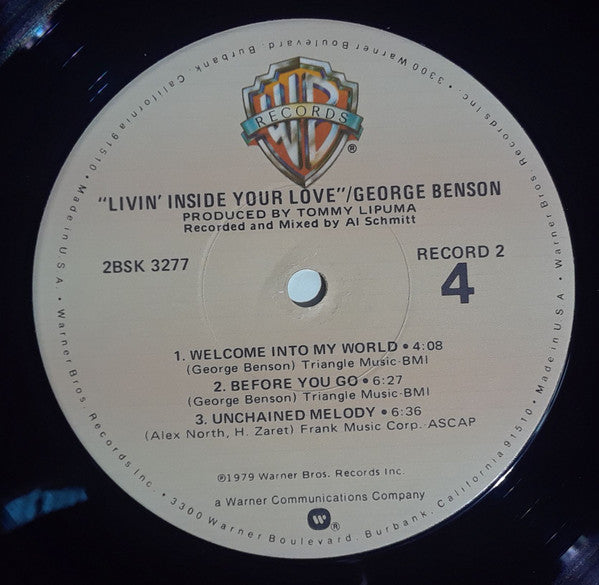 WB
RECORDS
®
"LIVIN' INSIDE YOUR LOVE"/GEORGE BENSON
PRODUCED BY TOMMY LIPUMA
Recorded and Mixed by Al Schmitt
2BSK 3277
RECORD 2
4
1. WELCOME INTO MY WORLD • 4:08
(George Benson) Triangle Music-BMI
2. BEFORE YOU GO • 6:27
(George Benson) Triangle Music-BMI
3. UNCHAINED MELODY • 6:36
(Alex North, H. Zaret) Frank Music Corp.-ASCAP
℗1979 Warner Bros. Records Inc.
a Warner Communications Company
W®
Warner Bros. Records Inc. • 3300 Warner Boulevard, Burbank, California 91510 • Made in U.S.A. • Warner Bros. Records Inc. • 3300 Warner Boulevard, Burbank, California 91510 • Made in U.S.A. •